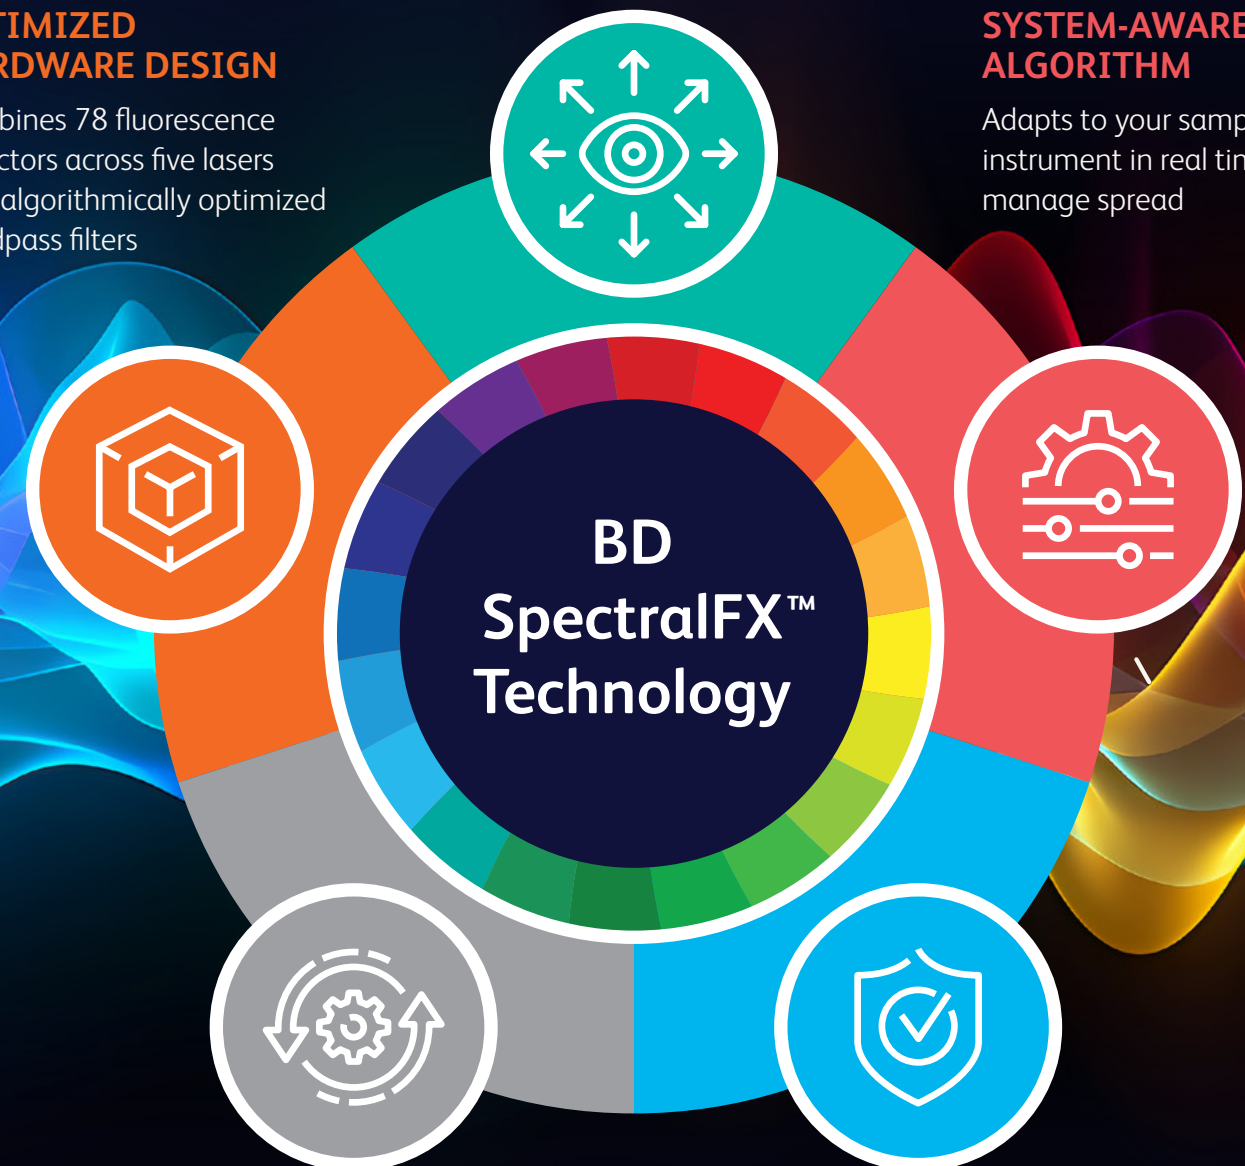 TIMIZED
RDWARE DESIGN
bines 78 fluorescence
ctors across five lasers
algorithmically optimized
dpass filters
SYSTEM-AWARE
ALGORITHM
Adapts to your samp
instrument in real tin
manage spread
BD
SpectralFX™
Technology